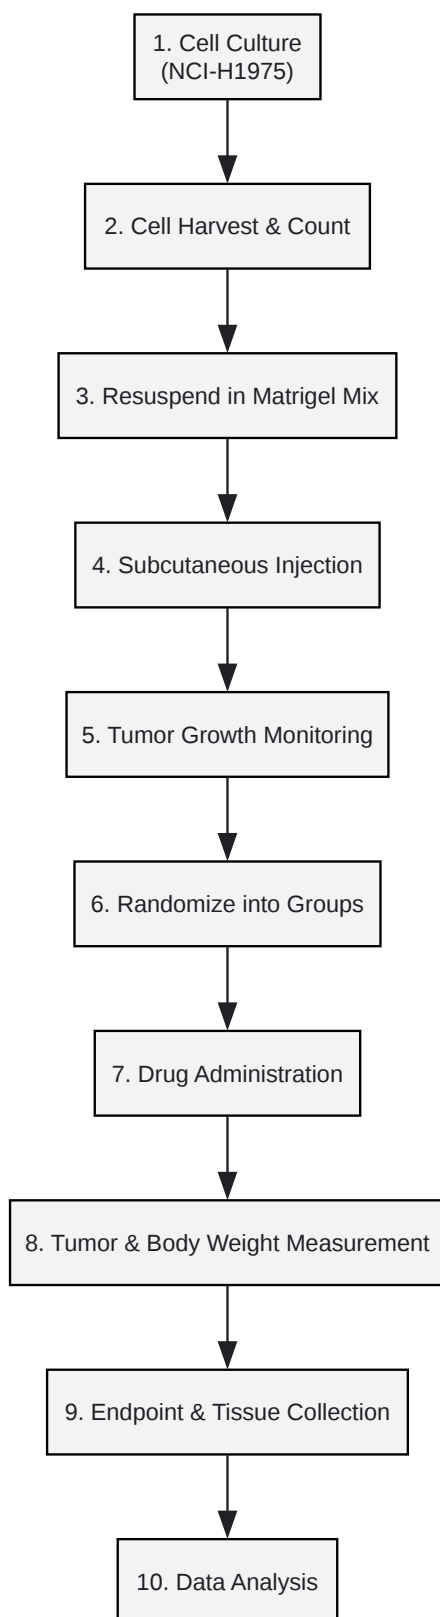 1. Cell Culture
(NCI-H1975)
2. Cell Harvest & Count
3. Resuspend in Matrigel Mix
4. Subcutaneous Injection
5. Tumor Growth Monitoring
6. Randomize into Groups
7. Drug Administration
8. Tumor & Body Weight Measurement
9. Endpoint & Tissue Collection
10. Data Analysis